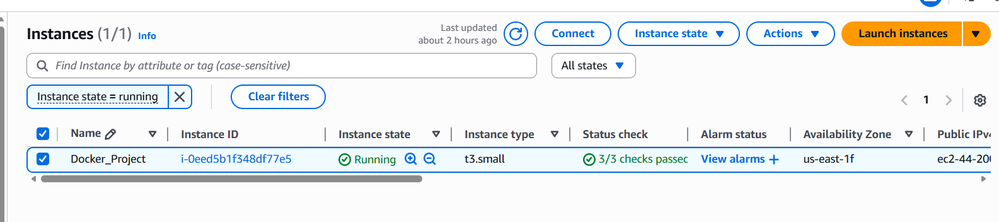 Instances (1/1) Info
Last updated
about 2 hours ago
Connect
Instance state
Actions
Launch instances
Find Instance by attribute or tag (case-sensitive)
All states
Instance state = running
Clear filters
1
Name Instance ID Instance state Instance type Status check Alarm status Availability Zone Public IPv4
Docker_Project i-0eed5b1f348df77e5 Running t3.small 3/3 checks passed View alarms + us-east-1f ec2-44-200